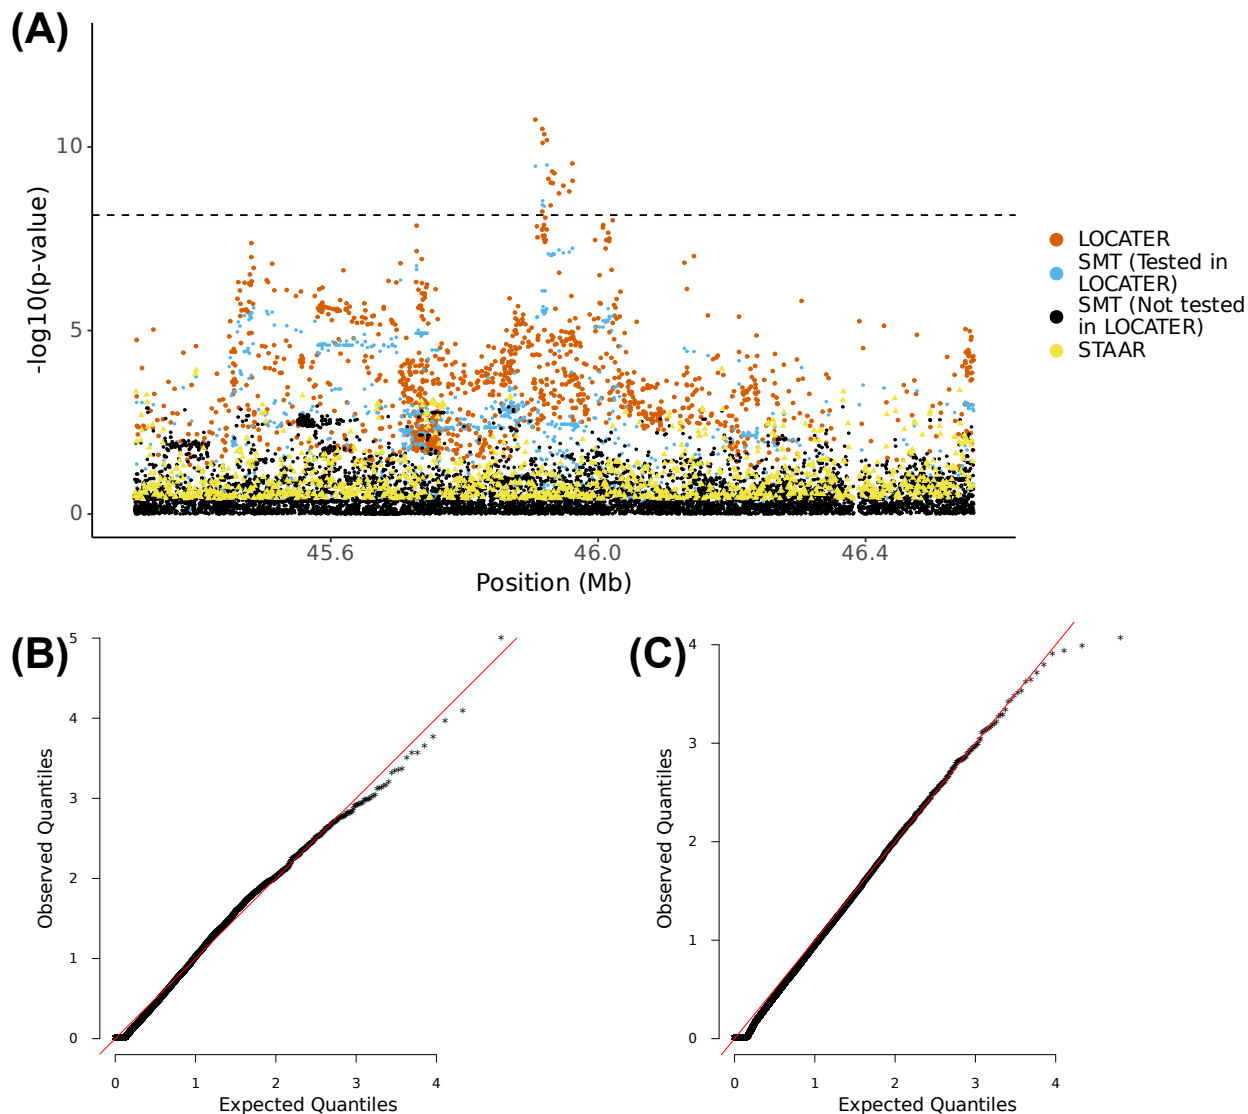 (A)
-log10(p-value)
10
5
0
45.6
46.0
46.4
Position (Mb)
LOCATER
SMT (Tested in
LOCATER)
SMT (Not tested
in LOCATER)
STAAR
(B)
Observed Quantiles
5
4
3
2
1
0
0
1
2
3
4
Expected Quantiles
(C)
Observed Quantiles
4
3
2
1
0
0
1
2
3
4
Expected Quantiles